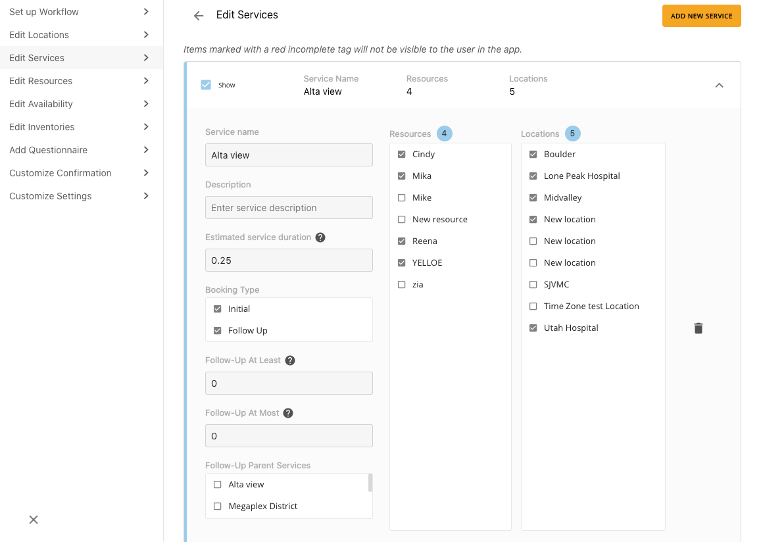 Set up Workflow
Edit Locations
Edit Services
Edit Resources
Edit Availability
Edit Inventories
Add Questionnaire
Customize Confirmation
Customize Settings
Edit Services
ADD NEW SERVICE
Items marked with a red incomplete tag will not be visible to the user in the app.
Show
Service Name
Alta view
Resources
4
Locations
5
Service name
Alta view
Description
Enter service description
Estimated service duration ?
0.25
Booking Type
Initial
Follow Up
Follow-Up At Least ?
0
Follow-Up At Most ?
0
Follow-Up Parent Services
Alta view
Megaplex District
Resources 4
Cindy
Mika
Mike
New resource
Reena
YELLOE
zia
Locations 5
Boulder
Lone Peak Hospital
Midvalley
New location
New location
New location
SJVMC
Time Zone test Location
Utah Hospital